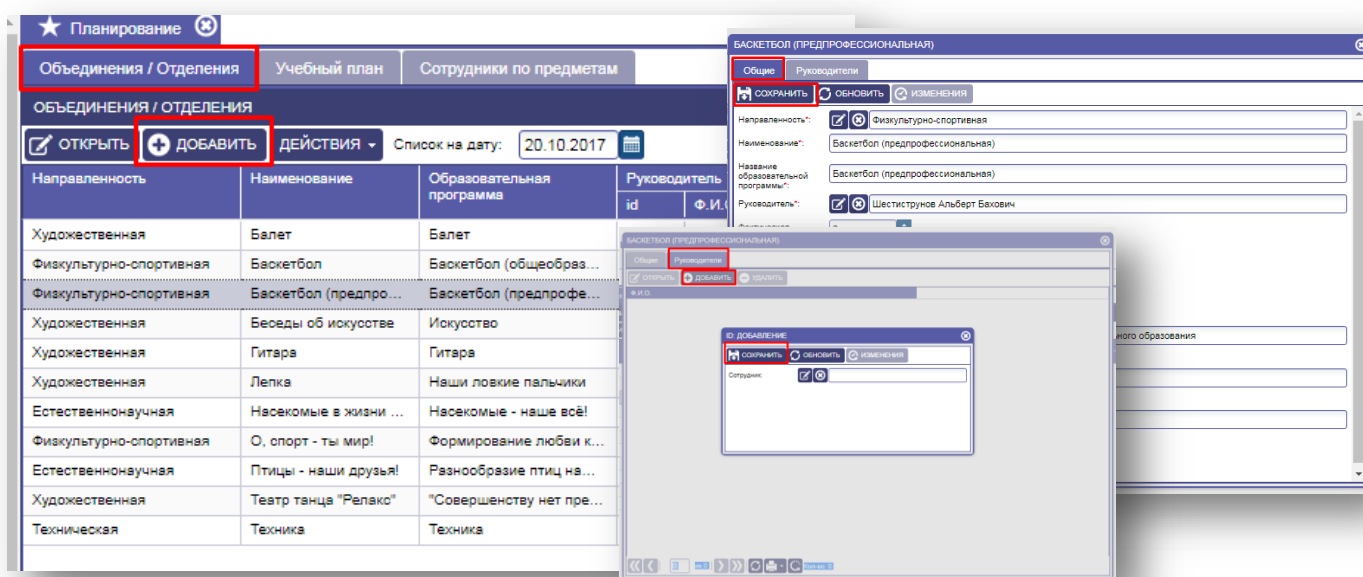 Планирование
Объединения / Отделения Учебный план Сотрудники по предметам
ОБЪЕДИНЕНИЯ / ОТДЕЛЕНИЯ
ОТКРЫТЬ ДОБАВИТЬ ДЕЙСТВИЯ Список на дату: 20.10.2017
Направленность Наименование Образовательная программа Руководитель
id Ф.И.О
Художественная Балет Балет
Физкультурно-спортивная Баскетбол Баскетбол (общеобраз...
Физкультурно-спортивная Баскетбол (предпро... Баскетбол (предпрофе...
Художественная Беседы об искусстве Искусство
Художественная Гитара Гитара
Художественная Лепка Наши ловкие пальчики
Естественнонаучная Насекомые в жизни ... Насекомые - наше всё!
Физкультурно-спортивная О, спорт - ты мир! Формирование любви к...
Естественнонаучная Птицы - наши друзья! Разнообразие птиц на...
Художественная Театр танца "Релакс" "Совершенству нет пре...
Техническая Техника Техника
БАСКЕТБОЛ (ПРЕДПРОФЕССИОНАЛЬНАЯ)
Общие Руководители
СОХРАНИТЬ ОБНОВИТЬ ИЗМЕНЕНИЯ
Направленность*: Физкультурно-спортивная
Наименование*: Баскетбол (предпрофессиональная)
Название образовательной программы*: Баскетбол (предпрофессиональная)
Руководитель*: Шестиструнов Альберт Бахович
ного образования
БАСКЕТБОЛ (ПРЕДПРОФЕССИОНАЛЬНАЯ)
Общие Руководители
ОТКРЫТЬ ДОБАВИТЬ УДАЛИТЬ
Ф.И.О.
ID: ДОБАВЛЕНИЕ
СОХРАНИТЬ ОБНОВИТЬ ИЗМЕНЕНИЯ
Сотрудник: